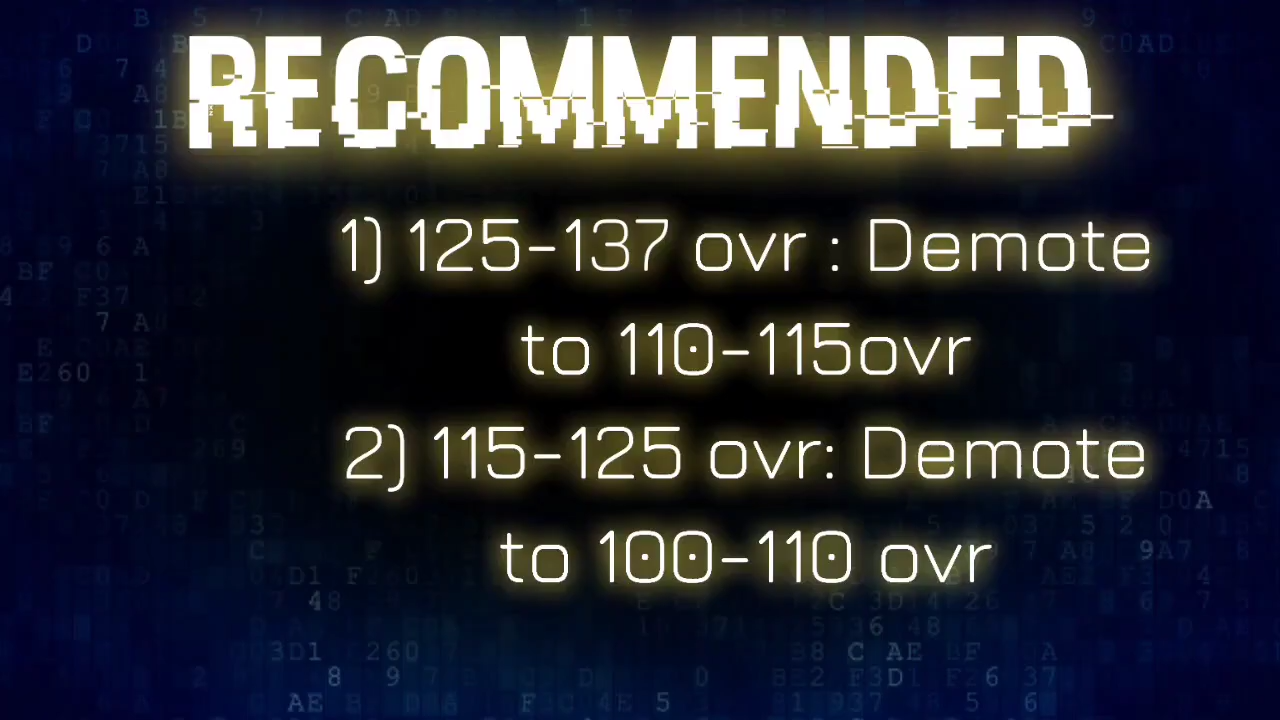 RECOMMENDED
1) 125-137 ovr : Demote
to 110-115ovr
2) 115-125 ovr: Demote
to 100-110 ovr